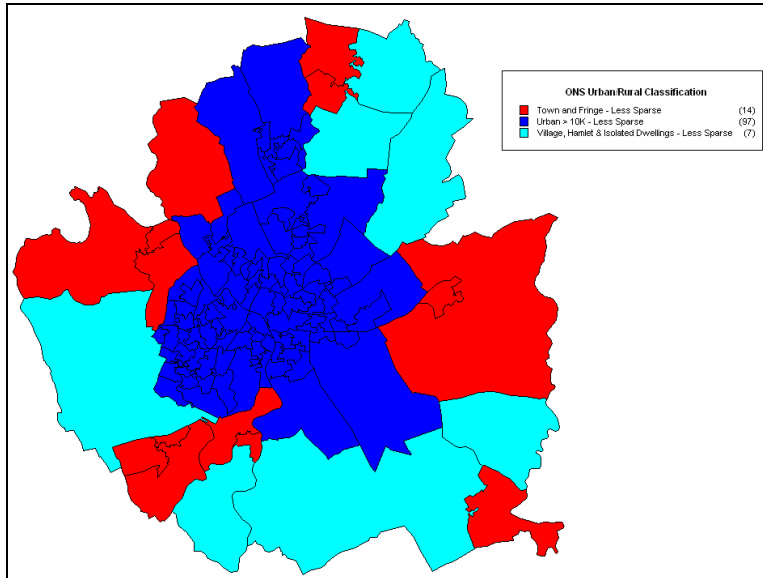 ONS Urban/Rural Classification
Town and Fringe - Less Sparse (14)
Urban > 10K - Less Sparse (97)
Village, Hamlet & Isolated Dwellings - Less Sparse (7)